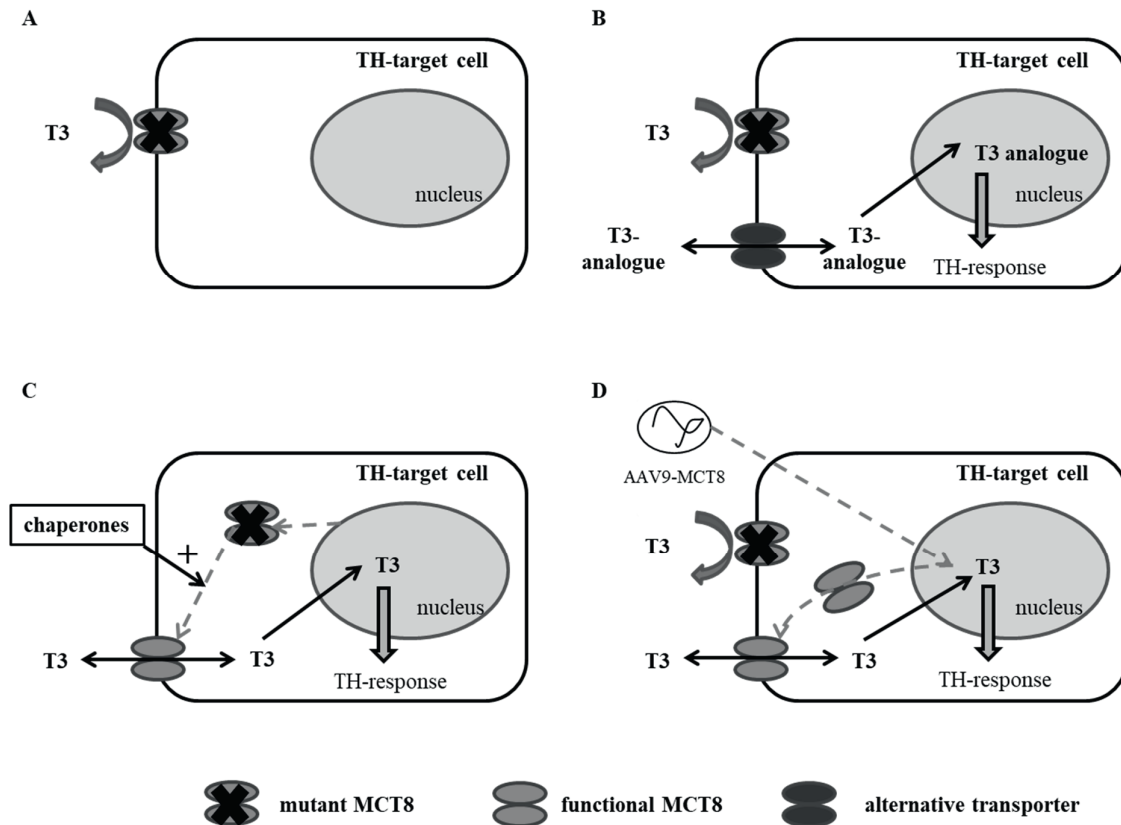 A
TH-target cell
T3
nucleus
B
TH-target cell
T3
T3 analogue
nucleus
T3-
analogue
T3-
analogue
TH-response
C
TH-target cell
chaperones
+
T3
nucleus
T3
T3
TH-response
D
AAV9-MCT8
TH-target cell
T3
T3
nucleus
T3
T3
TH-response
mutant MCT8
functional MCT8
alternative transporter